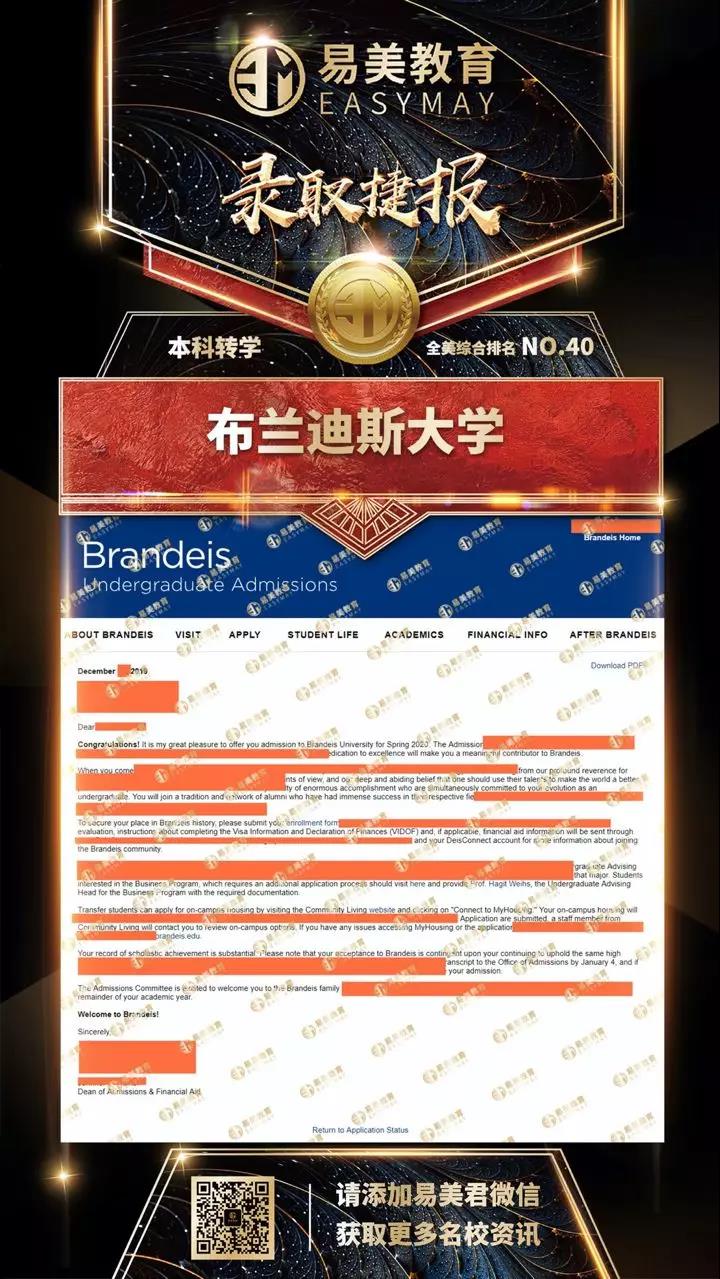 易美教育
EASYMAY
录取捷报
本科转学
全美综合排名 NO.40
布兰迪斯大学
Brandeis
Undergraduate Admissions
Brandeis Home
ABOUT BRANDEIS VISIT APPLY STUDENT LIFE ACADEMICS FINANCIAL INFO AFTER BRANDEIS
December 2019
Download PDF
Dear
Congratulations! It is my great pleasure to offer you admission to Brandeis University for Spring 2020. The Admission
edication to excellence will make you a meaningful contributor to Brandeis.
When you come from our profound reverence for
nts of view, and our deep and abiding belief that one should use their talents to make the world a better
ty of enormous accomplishment who are simultaneously committed to your evolution as an
undergraduate. You will join a tradition and network of alumni who have had immense success in their respective fie
To secure your place in Brandeis history, please submit your enrollment form
evaluation, instructions about completing the Visa Information and Declaration of Finances (VIDOF) and, if applicable, financial aid information will be sent through
and your DeisConnect account for more information about joining
the Brandeis community.
rgraduate Advising
that major. Students
interested in the Business Program, which requires an additional application process should visit here and provide Prof. Hagit Weihs, the Undergraduate Advising
Head for the Business Program with the required documentation.
Transfer students can apply for on-campus housing by visiting the Community Living website and clicking on "Connect to MyHousing." Your on-campus housing will
Application are submitted, a staff member from
Community Living will contact you to review on-campus options. If you have any issues accessing MyHousing or the application
brandeis.edu.
Your record of scholastic achievement is substantial. Please note that your acceptance to Brandeis is contingent upon your continuing to uphold the same high
ranscript to the Office of Admissions by January 4, and if
your admission.
The Admissions Committee is elated to welcome you to the Brandeis family
remainder of your academic year.
Welcome to Brandeis!
Sincerely,
Dean of Admissions & Financial Aid
Return to Application Status
请添加易美君微信
获取更多名校资讯